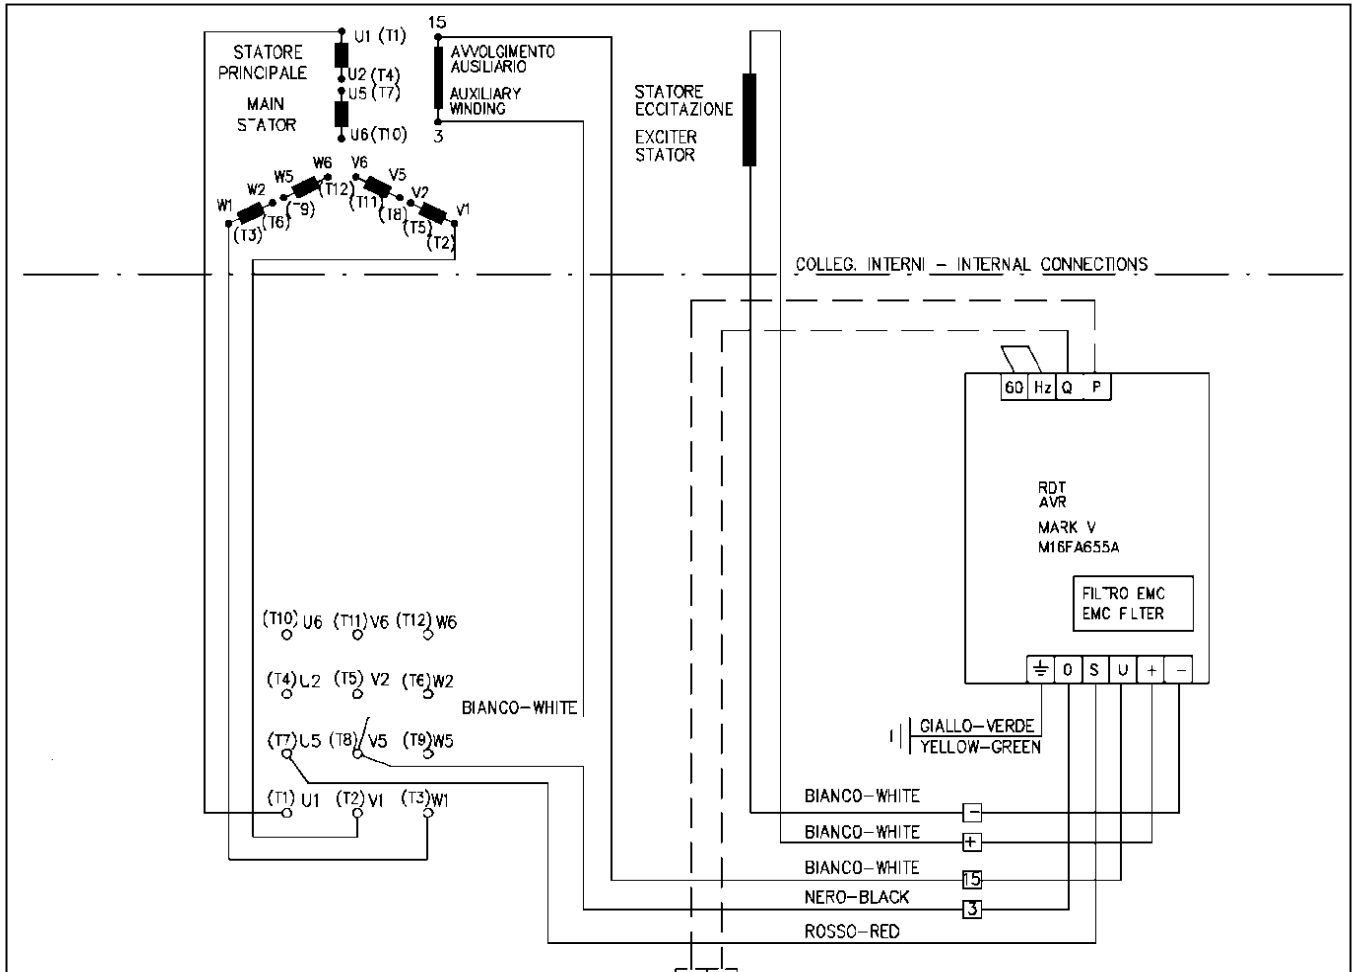 U1 (T1)
15
STATORE
PRINCIPALE
U2 (T4)
U5 (T7)
AVVOLGIMENTO
AUSILIARIO
AUXILIARY
WINDING
MAIN
STATOR
U6 (T10)
3
STATORE
ECCITAZIONE
EXCITER
STATOR
W6
V6
W5
(T12)
V5
W2
(T11)
V2
W1
(T9)
(T8)
V1
(T6)
(T5)
(T3)
(T2)
COLLEG. INTERNI - INTERNAL CONNECTIONS
60 Hz Q P
RDT
AVR
MARK V
M16FA655A
FILTRO EMC
EMC FILTER
(T10) U6 (T11) V6 (T12) W6
0 S U + -
(T4) U2 (T5) V2 (T6) W2
BIANCO-WHITE
GIALLO-VERDE
YELLOW-GREEN
(T7) U5 (T8) V5 (T9) W5
(T1) U1 (T2) V1 (T3) W1
BIANCO-WHITE
-
BIANCO-WHITE
+
BIANCO-WHITE
15
NERO-BLACK
3
ROSSO-RED